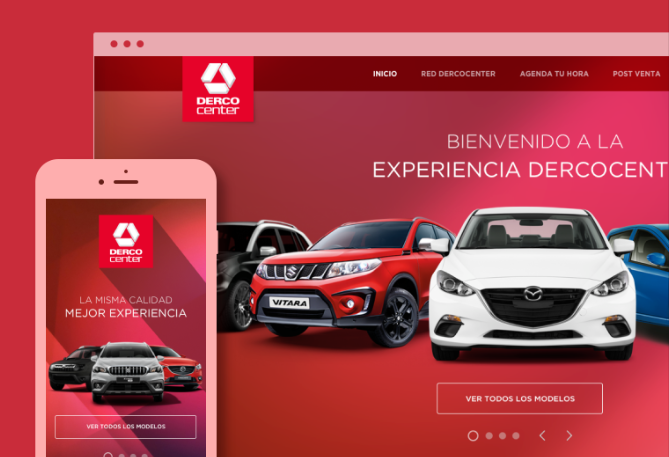 DERCO
center
INICIO
RED DERCOCENTER
AGENDA TU HORA
POST VENTA
BIENVENIDO A LA
EXPERIENCIA DERCOCENT
VITARA
VER TODOS LOS MODELOS
DERCO
center
LA MISMA CALIDAD
MEJOR EXPERIENCIA
VER TODOS LOS MODELOS